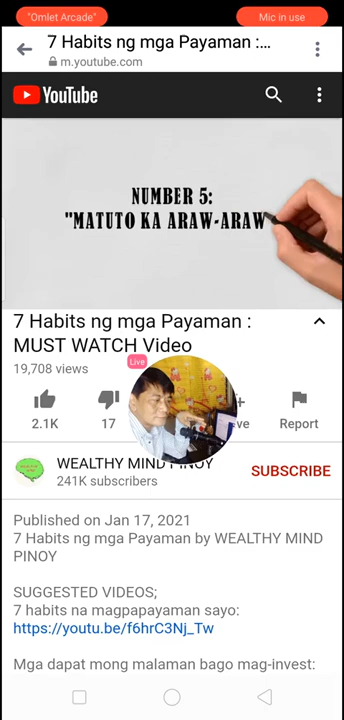 "Omlet Arcade"
Mic in use
7 Habits ng mga Payaman :...
m.youtube.com
YouTube
NUMBER 5:
"MATUTO KA ARAW-ARAW
7 Habits ng mga Payaman :
MUST WATCH Video
Live
19,708 views
2.1K
17
ve
Report
WEALTHY MIND PINOY
241K subscribers
SUBSCRIBE
Published on Jan 17, 2021
7 Habits ng mga Payaman by WEALTHY MIND
PINOY
SUGGESTED VIDEOS;
7 habits na magpapayaman sayo:
https://youtu.be/f6hrC3Nj_Tw
Mga dapat mong malaman bago mag-invest: